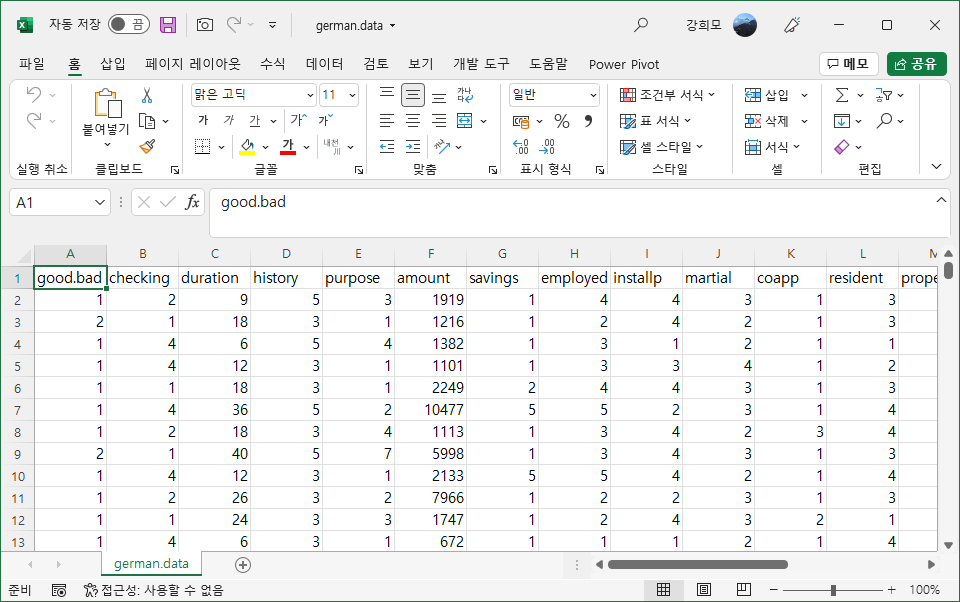 자동 저장 끔 german.data 강희모
파일 홈 삽입 페이지 레이아웃 수식 데이터 검토 보기 개발 도구 도움말 Power Pivot 메모 공유
붙여넣기
맑은 고딕 11
가 가 가 가 가
가 내천
일반
% 9
조건부 서식
표 서식
셀 스타일
삽입
삭제
서식
실행 취소 클립보드 글꼴 맞춤 표시 형식 스타일 셀 편집
A1 fx good.bad
A B C D E F G H I J K L M
1 good.bad checking duration history purpose amount savings employed installp martial coapp resident prope
2 1 2 9 5 3 1919 1 4 4 3 1 3
3 2 1 18 3 1 1216 1 2 4 2 1 3
4 1 4 6 5 4 1382 1 3 1 2 1 1
5 1 4 12 3 1 1101 1 3 3 4 1 2
6 1 1 18 3 1 2249 2 4 4 3 1 3
7 1 4 36 5 2 10477 5 5 2 3 1 4
8 1 2 18 3 4 1113 1 3 4 2 3 4
9 2 1 40 5 7 5998 1 3 4 3 1 3
10 1 4 12 3 1 2133 5 5 4 2 1 4
11 1 2 26 3 2 7966 1 2 2 3 1 3
12 1 1 24 3 3 1747 1 2 4 3 2 1
13 1 4 6 3 1 672 1 1 1 2 1 4
german.data
준비 접근성: 사용할 수 없음 100%